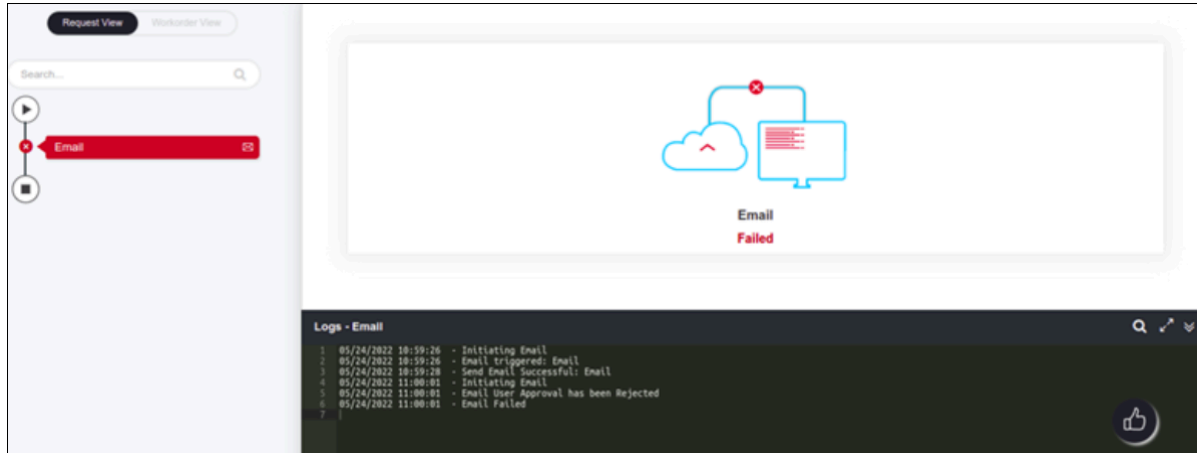 Request View Workorder View
Search...
Email
Email
Failed
Logs - Email
1 05/24/2022 10:59:26 - Initiating Email
2 05/24/2022 10:59:26 - Email triggered: Email
3 05/24/2022 10:59:28 - Send Email Successful: Email
4 05/24/2022 11:00:01 - Initiating Email
5 05/24/2022 11:00:01 - Email User Approval has been Rejected
6 05/24/2022 11:00:01 - Email Failed
7